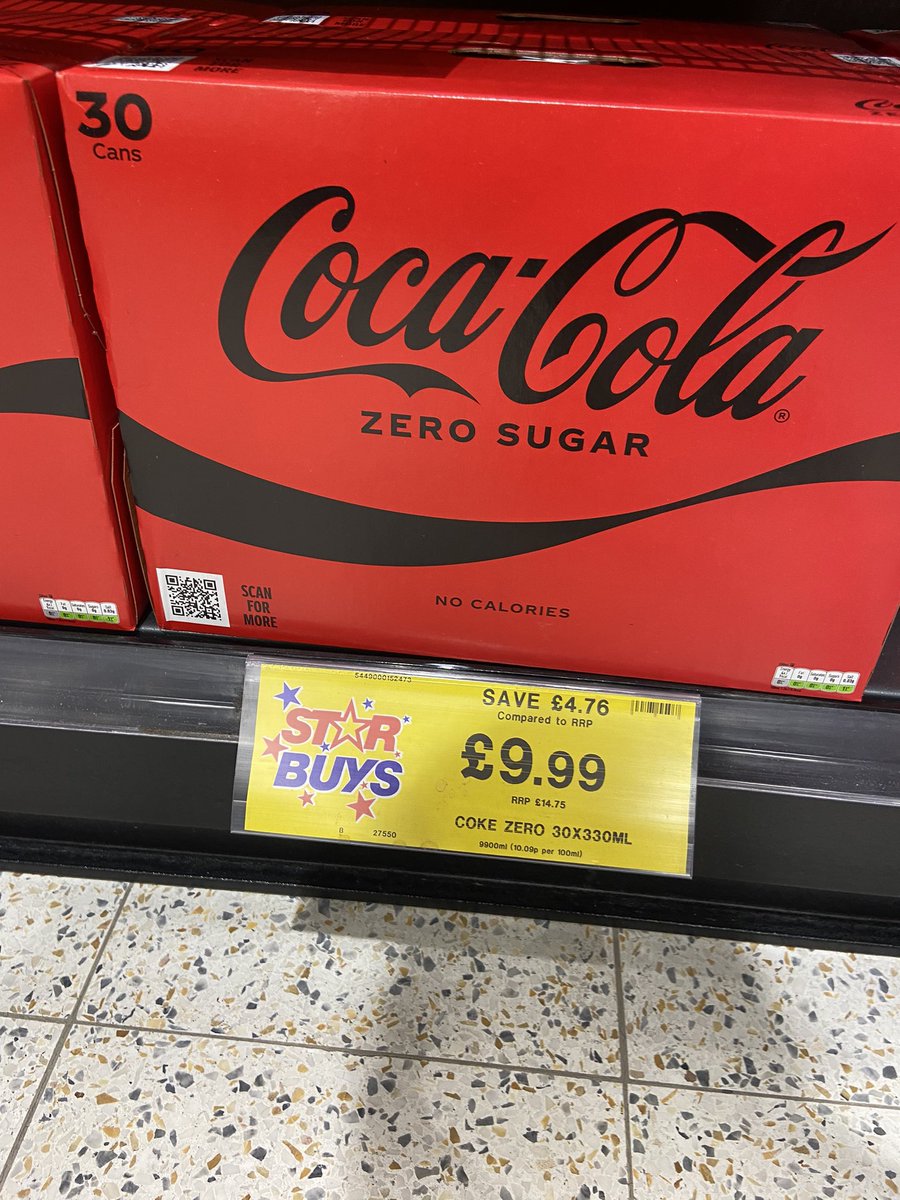 30
Cans
Coca-Cola®
ZERO SUGAR
NO CALORIES
SCAN
FOR
MORE
5449000152473
STAR
BUYS
SAVE £4.76
Compared to RRP
£9.99
RRP £14.75
COKE ZERO 30X330ML
9900ml (10.09p per 100ml)
B 27550